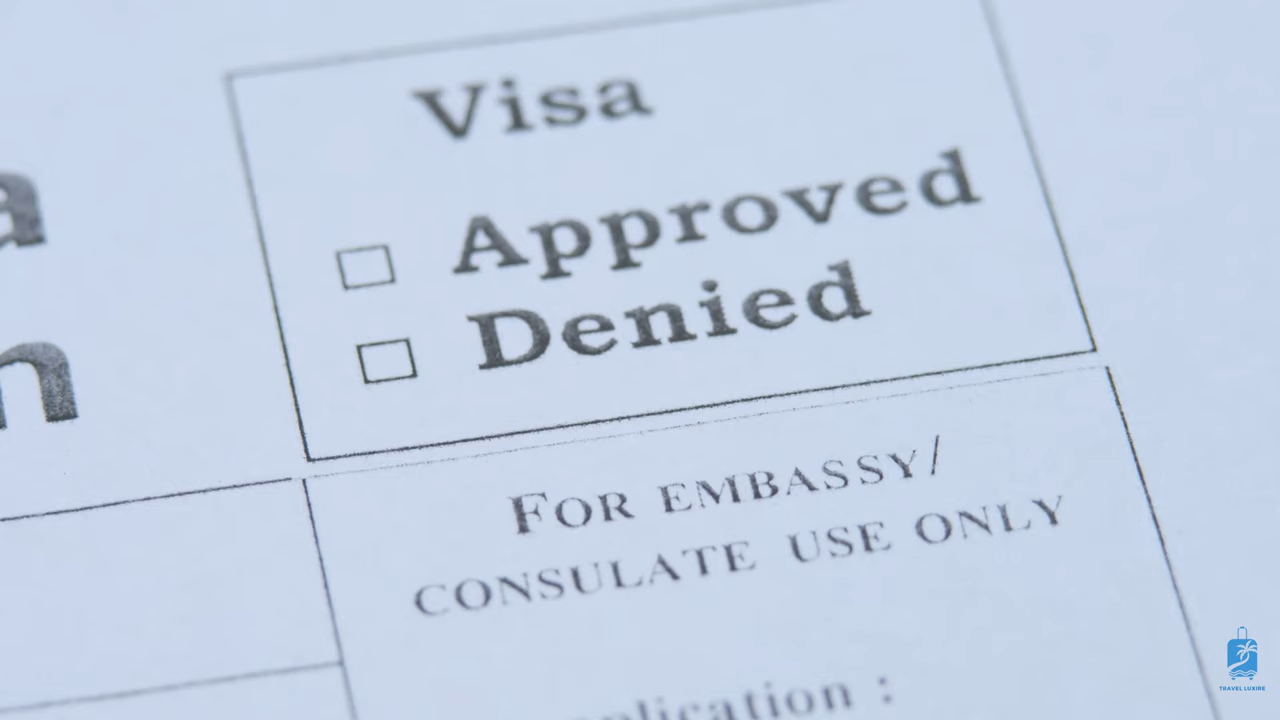 Visa
Approved
Denied
FOR EMBASSY/
CONSULATE USE ONLY
:
TRAVEL LUXIRE